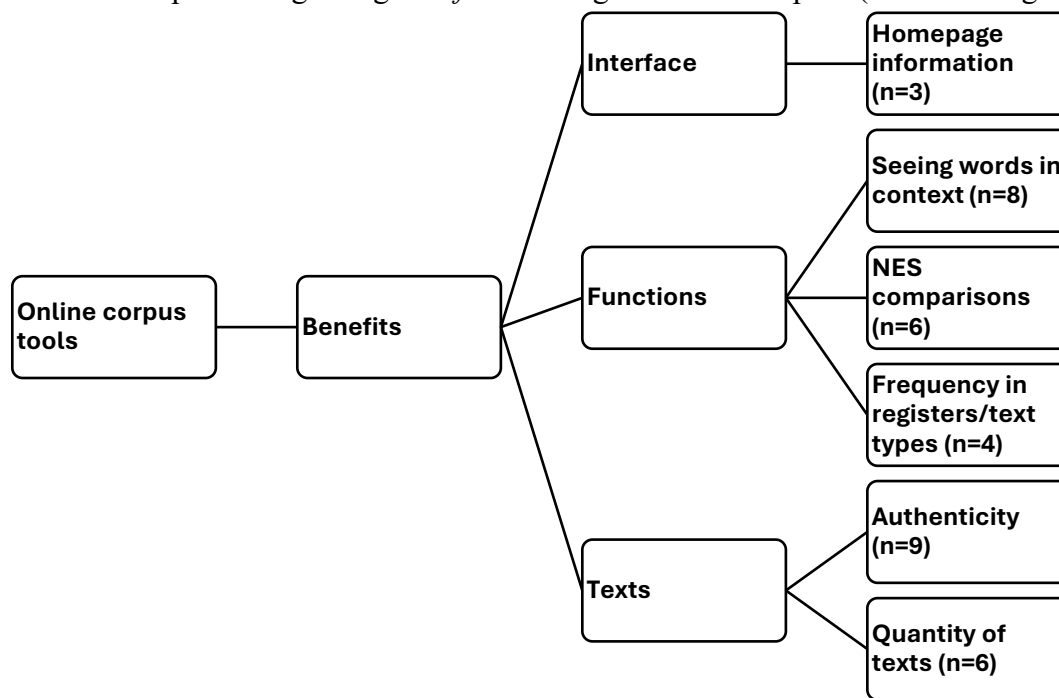 Interface
Homepage
information
(n=3)
Seeing words in
context (n=8)
Online corpus
tools
Benefits
Functions
NES
comparisons
(n=6)
Frequency in
registers/text
types (n=4)
Texts
Authenticity
(n=9)
Quantity of
texts (n=6)